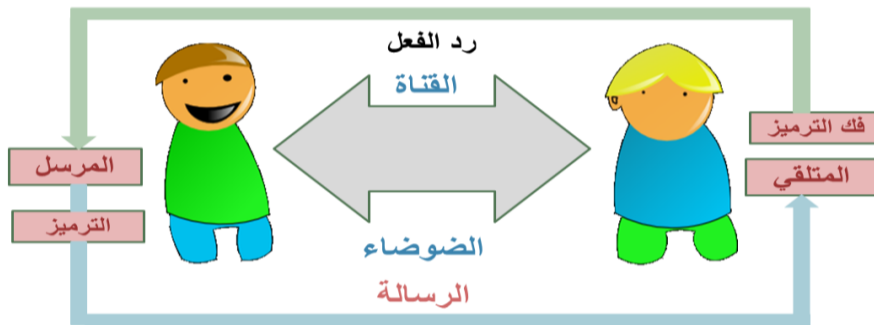 رد الفعل
القناة
فك الترميز
المتلقي
المرسل
الترميز
الضوضاء
الرسالة